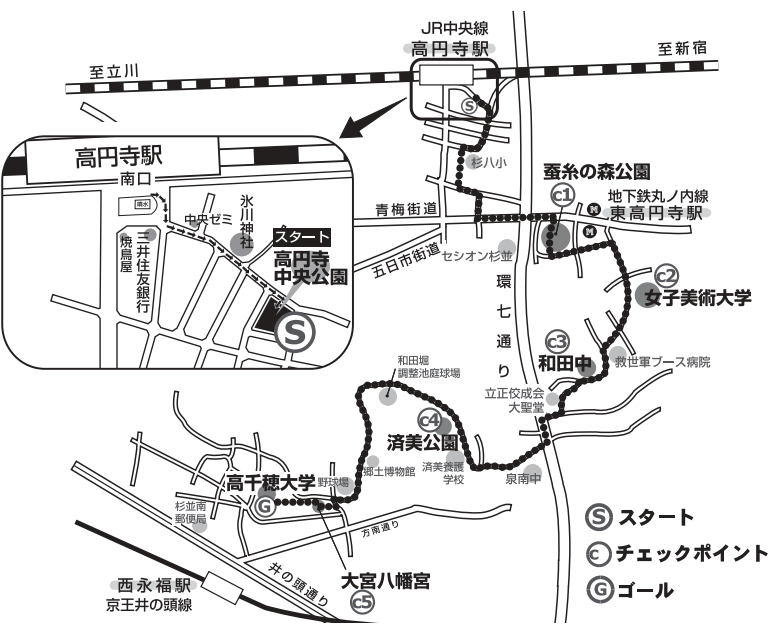 JR中央線
高円寺駅
至立川
至新宿
S
杉八小
高円寺駅
南口
噴水
中央ゼミ
氷川神社
焼鳥屋
三井住友銀行
スタート
高円寺
中央公園
S
蚕糸の森公園
c1
地下鉄丸ノ内線
東高円寺駅
M
M
青梅街道
五日市街道
セシオン杉並
環七通り
c2
女子美術大学
c3
和田中
救世軍ブース病院
立正佼成会
大聖堂
和田堀
調整池庭球場
c4
済美公園
済美養護
学校
泉南中
郷土博物館
野球場
高千穂大学
G
杉並南
郵便局
方南通り
井の頭通り
大宮八幡宮
c5
西永福駅
京王井の頭線
S スタート
c チェックポイント
G ゴール